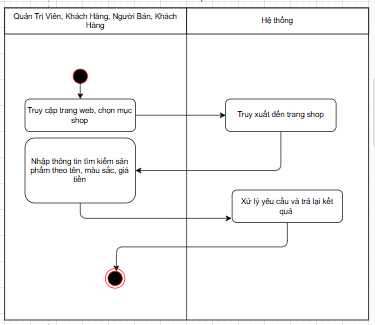 Quản Trị Viên, Khách Hàng, Người Bán, Khách
Hàng
Hệ thống
Truy cập trang web, chọn mục
shop
Truy xuất đến trang shop
Nhập thông tin tìm kiếm sản
phẩm theo tên, màu sắc, giá
tiền
Xử lý yêu cầu và trả lại kết
quả